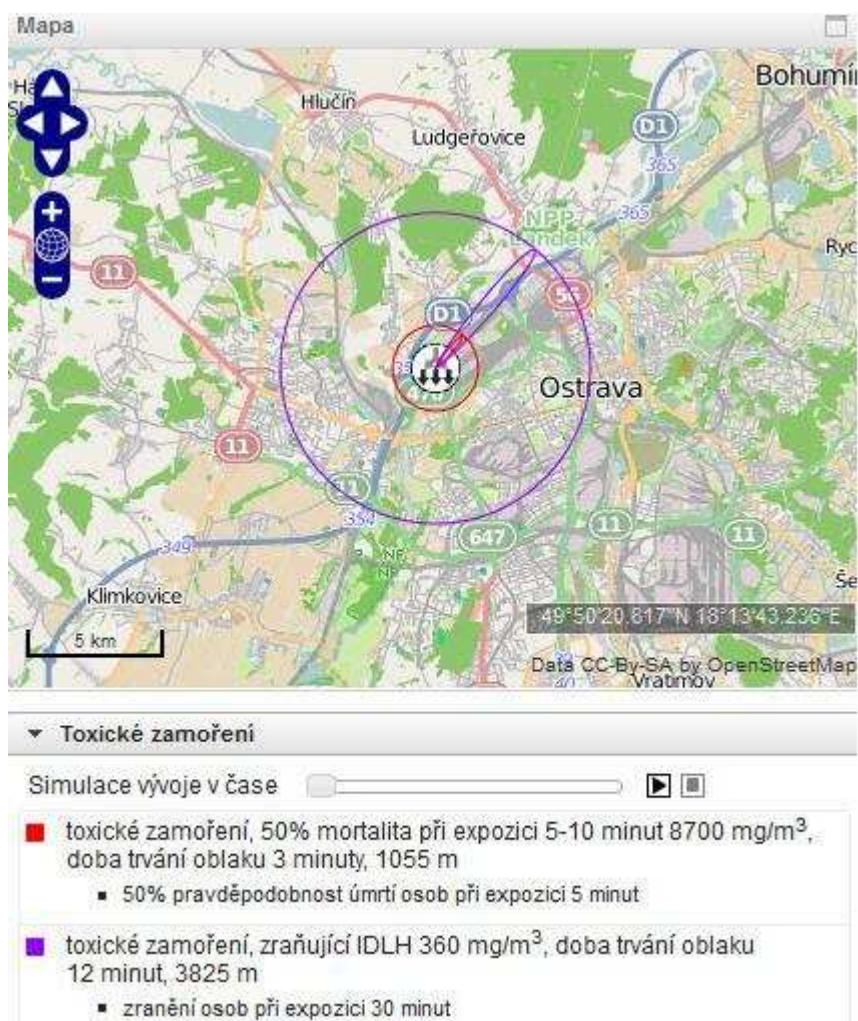 Mapa
Bohumí
Hlučín
Ludgeřovice
D1
365
NPP
365
Landek
Ryc
11
56
D1
Ostrava
11
354
647
11
11
349
Klimkovice
Še
49°50'20.817"N 18°13'43.236"E
5 km
Data CC-By-SA by OpenStreetMap
Vratimov
Toxické zamoření
Simulace vývoje v čase
toxické zamoření, 50% mortalita při expozici 5-10 minut 8700 mg/m³,
doba trvání oblaku 3 minuty, 1055 m
50% pravděpodobnost úmrtí osob při expozici 5 minut
toxické zamoření, zraňující IDLH 360 mg/m³, doba trvání oblaku
12 minut, 3825 m
zranění osob při expozici 30 minut